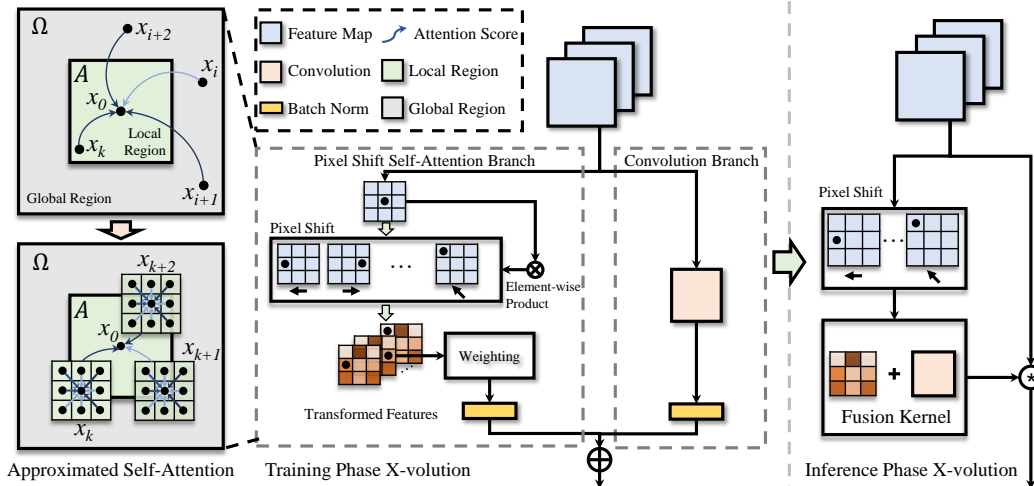 Ω
x_{i+2}
A
x_i
x_0
Local
Region
x_k
x_{i+1}
Global Region
Ω
x_{k+2}
A
x_0
x_{k+1}
x_k
Approximated Self-Attention
Feature Map
Attention Score
Convolution
Local Region
Batch Norm
Global Region
Pixel Shift Self-Attention Branch
Convolution Branch
Pixel Shift
...
⊗
Element-wise
Product
Weighting
Transformed Features
⊕
Training Phase X-volution
Pixel Shift
...
+
*
Fusion Kernel
Inference Phase X-volution